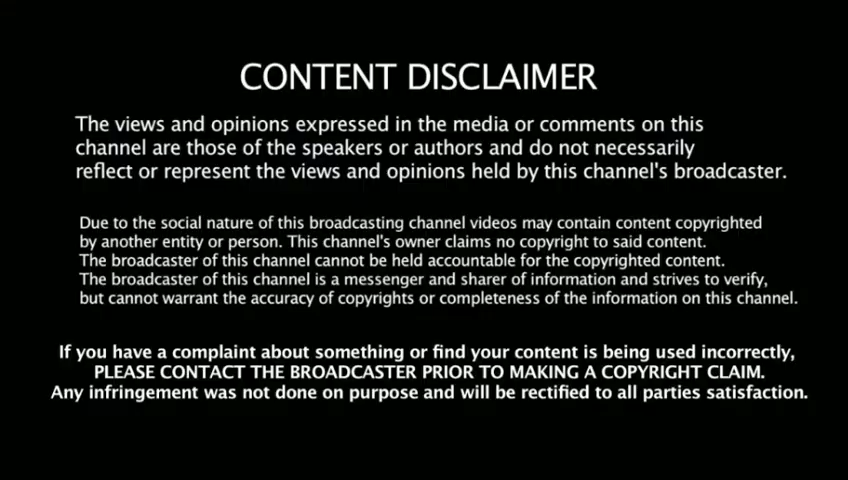 CONTENT DISCLAIMER
The views and opinions expressed in the media or comments on this
channel are those of the speakers or authors and do not necessarily
reflect or represent the views and opinions held by this channel's broadcaster.
Due to the social nature of this broadcasting channel videos may contain content copyrighted
by another entity or person. This channel's owner claims no copyright to said content.
The broadcaster of this channel cannot be held accountable for the copyrighted content.
The broadcaster of this channel is a messenger and sharer of information and strives to verify,
but cannot warrant the accuracy of copyrights or completeness of the information on this channel.
If you have a complaint about something or find your content is being used incorrectly,
PLEASE CONTACT THE BROADCASTER PRIOR TO MAKING A COPYRIGHT CLAIM.
Any infringement was not done on purpose and will be rectified to all parties satisfaction.